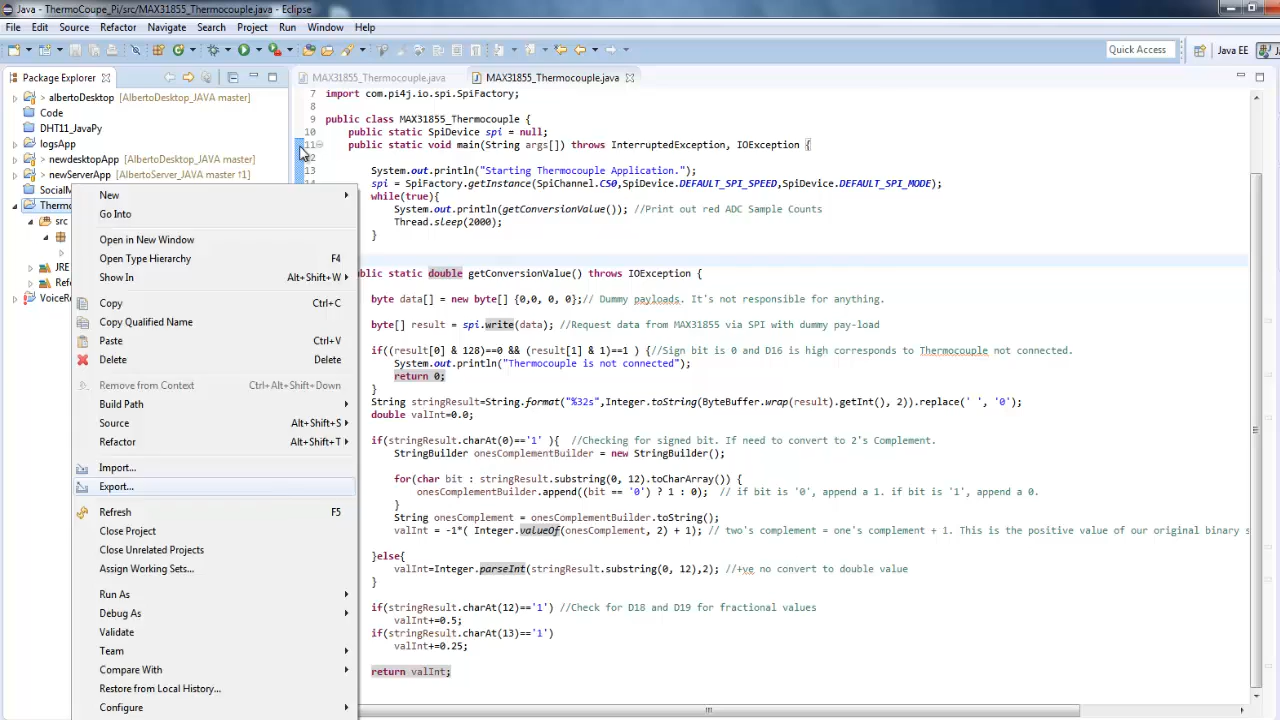 Java - ThermoCoupe_Pi/src/MAX31855_Thermocouple.java - Eclipse
File Edit Source Refactor Navigate Search Project Run Window Help
Quick Access
Java EE
Package Explorer
MAX31855_Thermocouple.java
MAX31855_Thermocouple.java
> albertoDesktop [AlbertoDesktop_JAVA master]
Code
DHT11_JavaPy
logsApp
> newdesktopApp [AlbertoDesktop_JAVA master]
> newServerApp [AlbertoServer_JAVA master ↑1]
SocialM
Thermo
src
JRE
Refe
VoiceRe
New
Go Into
Open in New Window
Open Type Hierarchy F4
Show In Alt+Shift+W
Copy Ctrl+C
Copy Qualified Name
Paste Ctrl+V
Delete Delete
Remove from Context Ctrl+Alt+Shift+Down
Build Path
Source Alt+Shift+S
Refactor Alt+Shift+T
Import...
Export...
Refresh F5
Close Project
Close Unrelated Projects
Assign Working Sets...
Run As
Debug As
Validate
Team
Compare With
Restore from Local History...
Configure
7 import com.pi4j.io.spi.SpiFactory;
8
9 public class MAX31855_Thermocouple {
10 public static SpiDevice spi = null;
11 public static void main(String args[]) throws InterruptedException, IOException {
12
13 System.out.println("Starting Thermocouple Application.");
14 spi = SpiFactory.getInstance(SpiChannel.CS0,SpiDevice.DEFAULT_SPI_SPEED,SpiDevice.DEFAULT_SPI_MODE);
while(true){
System.out.println(getConversionValue()); //Print out red ADC Sample Counts
Thread.sleep(2000);
}
static double getConversionValue() throws IOException {
byte data[] = new byte[] {0,0, 0, 0};// Dummy payloads. It's not responsible for anything.
byte[] result = spi.write(data); //Request data from MAX31855 via SPI with dummy pay-load
if((result[0] & 128)==0 && (result[1] & 1)==1 ) {//Sign bit is 0 and D16 is high corresponds to Thermocouple not connected.
System.out.println("Thermocouple is not connected");
return 0;
}
String stringResult=String.format("%32s",Integer.toString(ByteBuffer.wrap(result).getInt(), 2)).replace(' ', '0');
double valInt=0.0;
if(stringResult.charAt(0)=='1' ){ //Checking for signed bit. If need to convert to 2's Complement.
StringBuilder onesComplementBuilder = new StringBuilder();
for(char bit : stringResult.substring(0, 12).toCharArray()) {
onesComplementBuilder.append((bit == '0') ? 1 : 0); // if bit is '0', append a 1. if bit is '1', append a 0.
}
String onesComplement = onesComplementBuilder.toString();
valInt = -1*( Integer.valueOf(onesComplement, 2) + 1); // two's complement = one's complement + 1. This is the positive value of our original binary s
}else{
valInt=Integer.parseInt(stringResult.substring(0, 12),2); //+ve no convert to double value
}
if(stringResult.charAt(12)=='1') //Check for D18 and D19 for fractional values
valInt+=0.5;
if(stringResult.charAt(13)=='1')
valInt+=0.25;
return valInt;